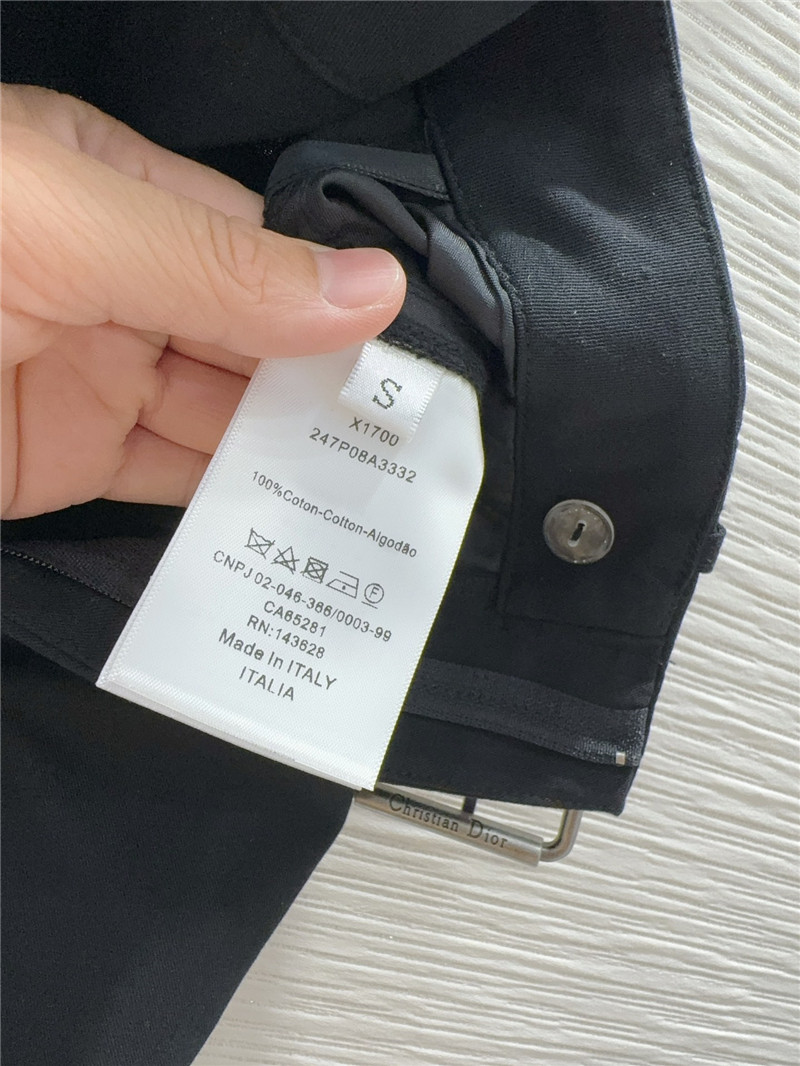 S
X1700
247P08A3332
100%Coton-Cotton-Algodão
F
CNPJ 02-046-366/0003-99
CA65281
RN:143628
Made In ITALY
ITALIA
Christian Dior